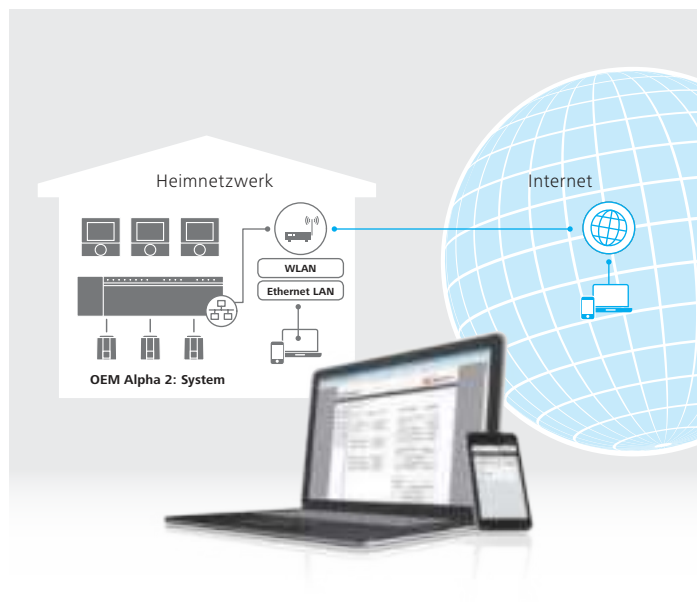 Heimnetzwerk
Internet
WLAN
Ethernet LAN
OEM Alpha 2: System